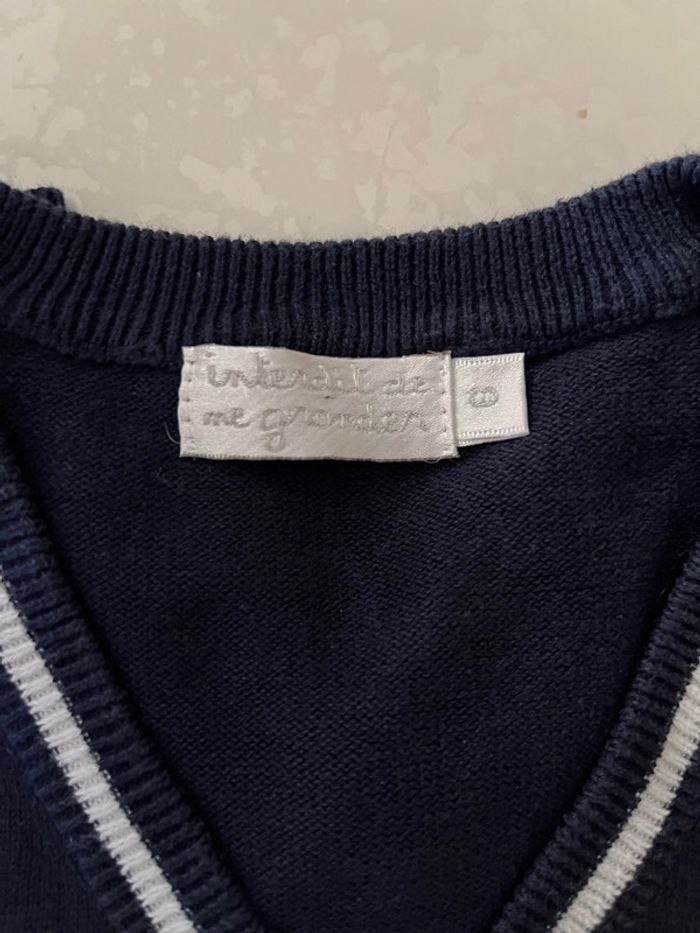 interdit de
me gronder
8